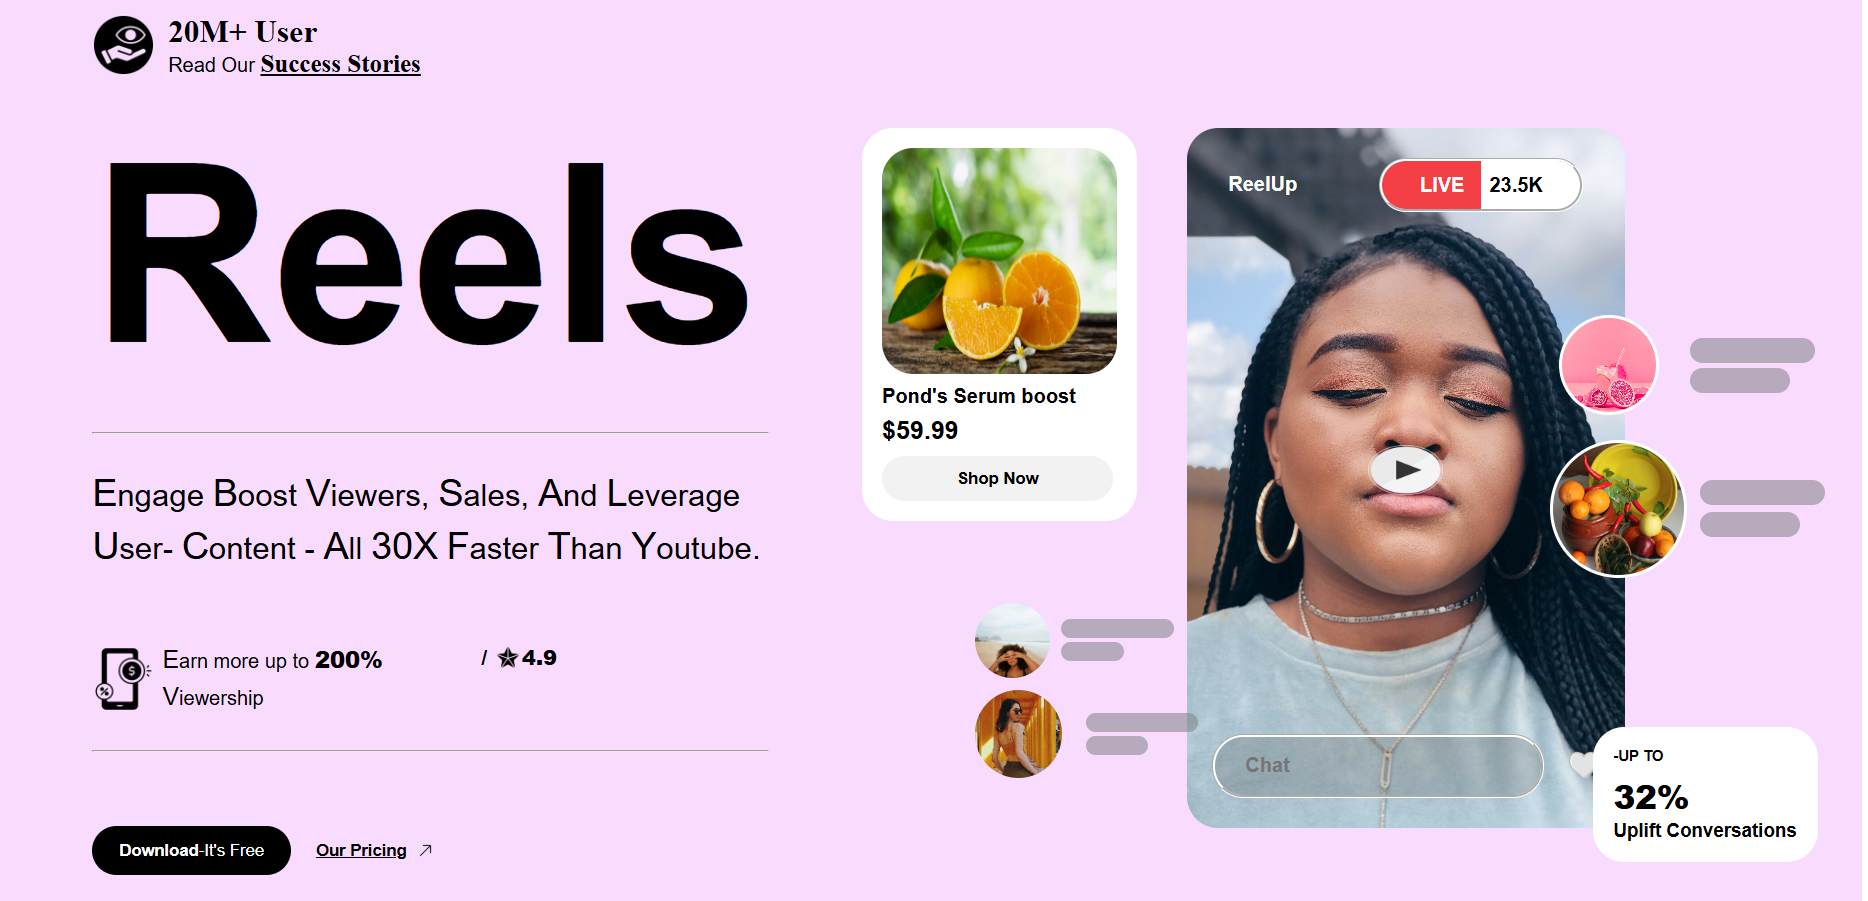 20M+ User
Read Our Success Stories
Reels
Engage Boost Viewers, Sales, And Leverage
User- Content - All 30X Faster Than Youtube.
Earn more up to 200%
Viewership
/ ★4.9
Download-It's Free
Our Pricing ↗
Pond's Serum boost
$59.99
Shop Now
ReelUp
LIVE 23.5K
Chat
-UP TO
32%
Uplift Conversations